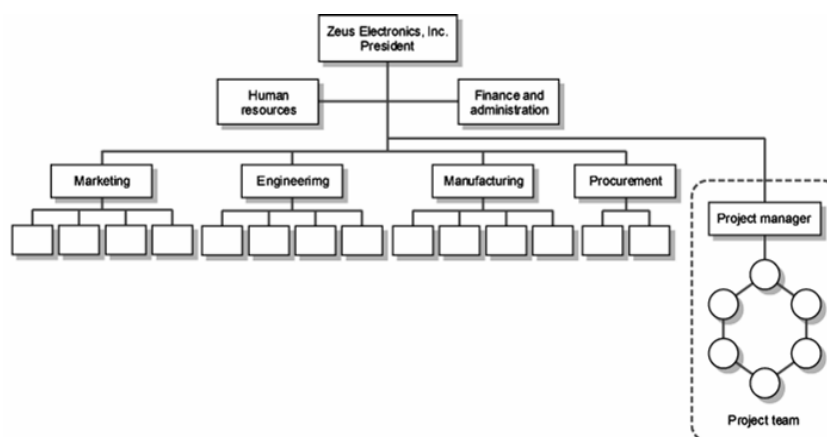 Zeus Electronics, Inc.
President
Human
resources
Finance and
administration
Marketing
Engineerimg
Manufacturing
Procurement
Project manager
Project team